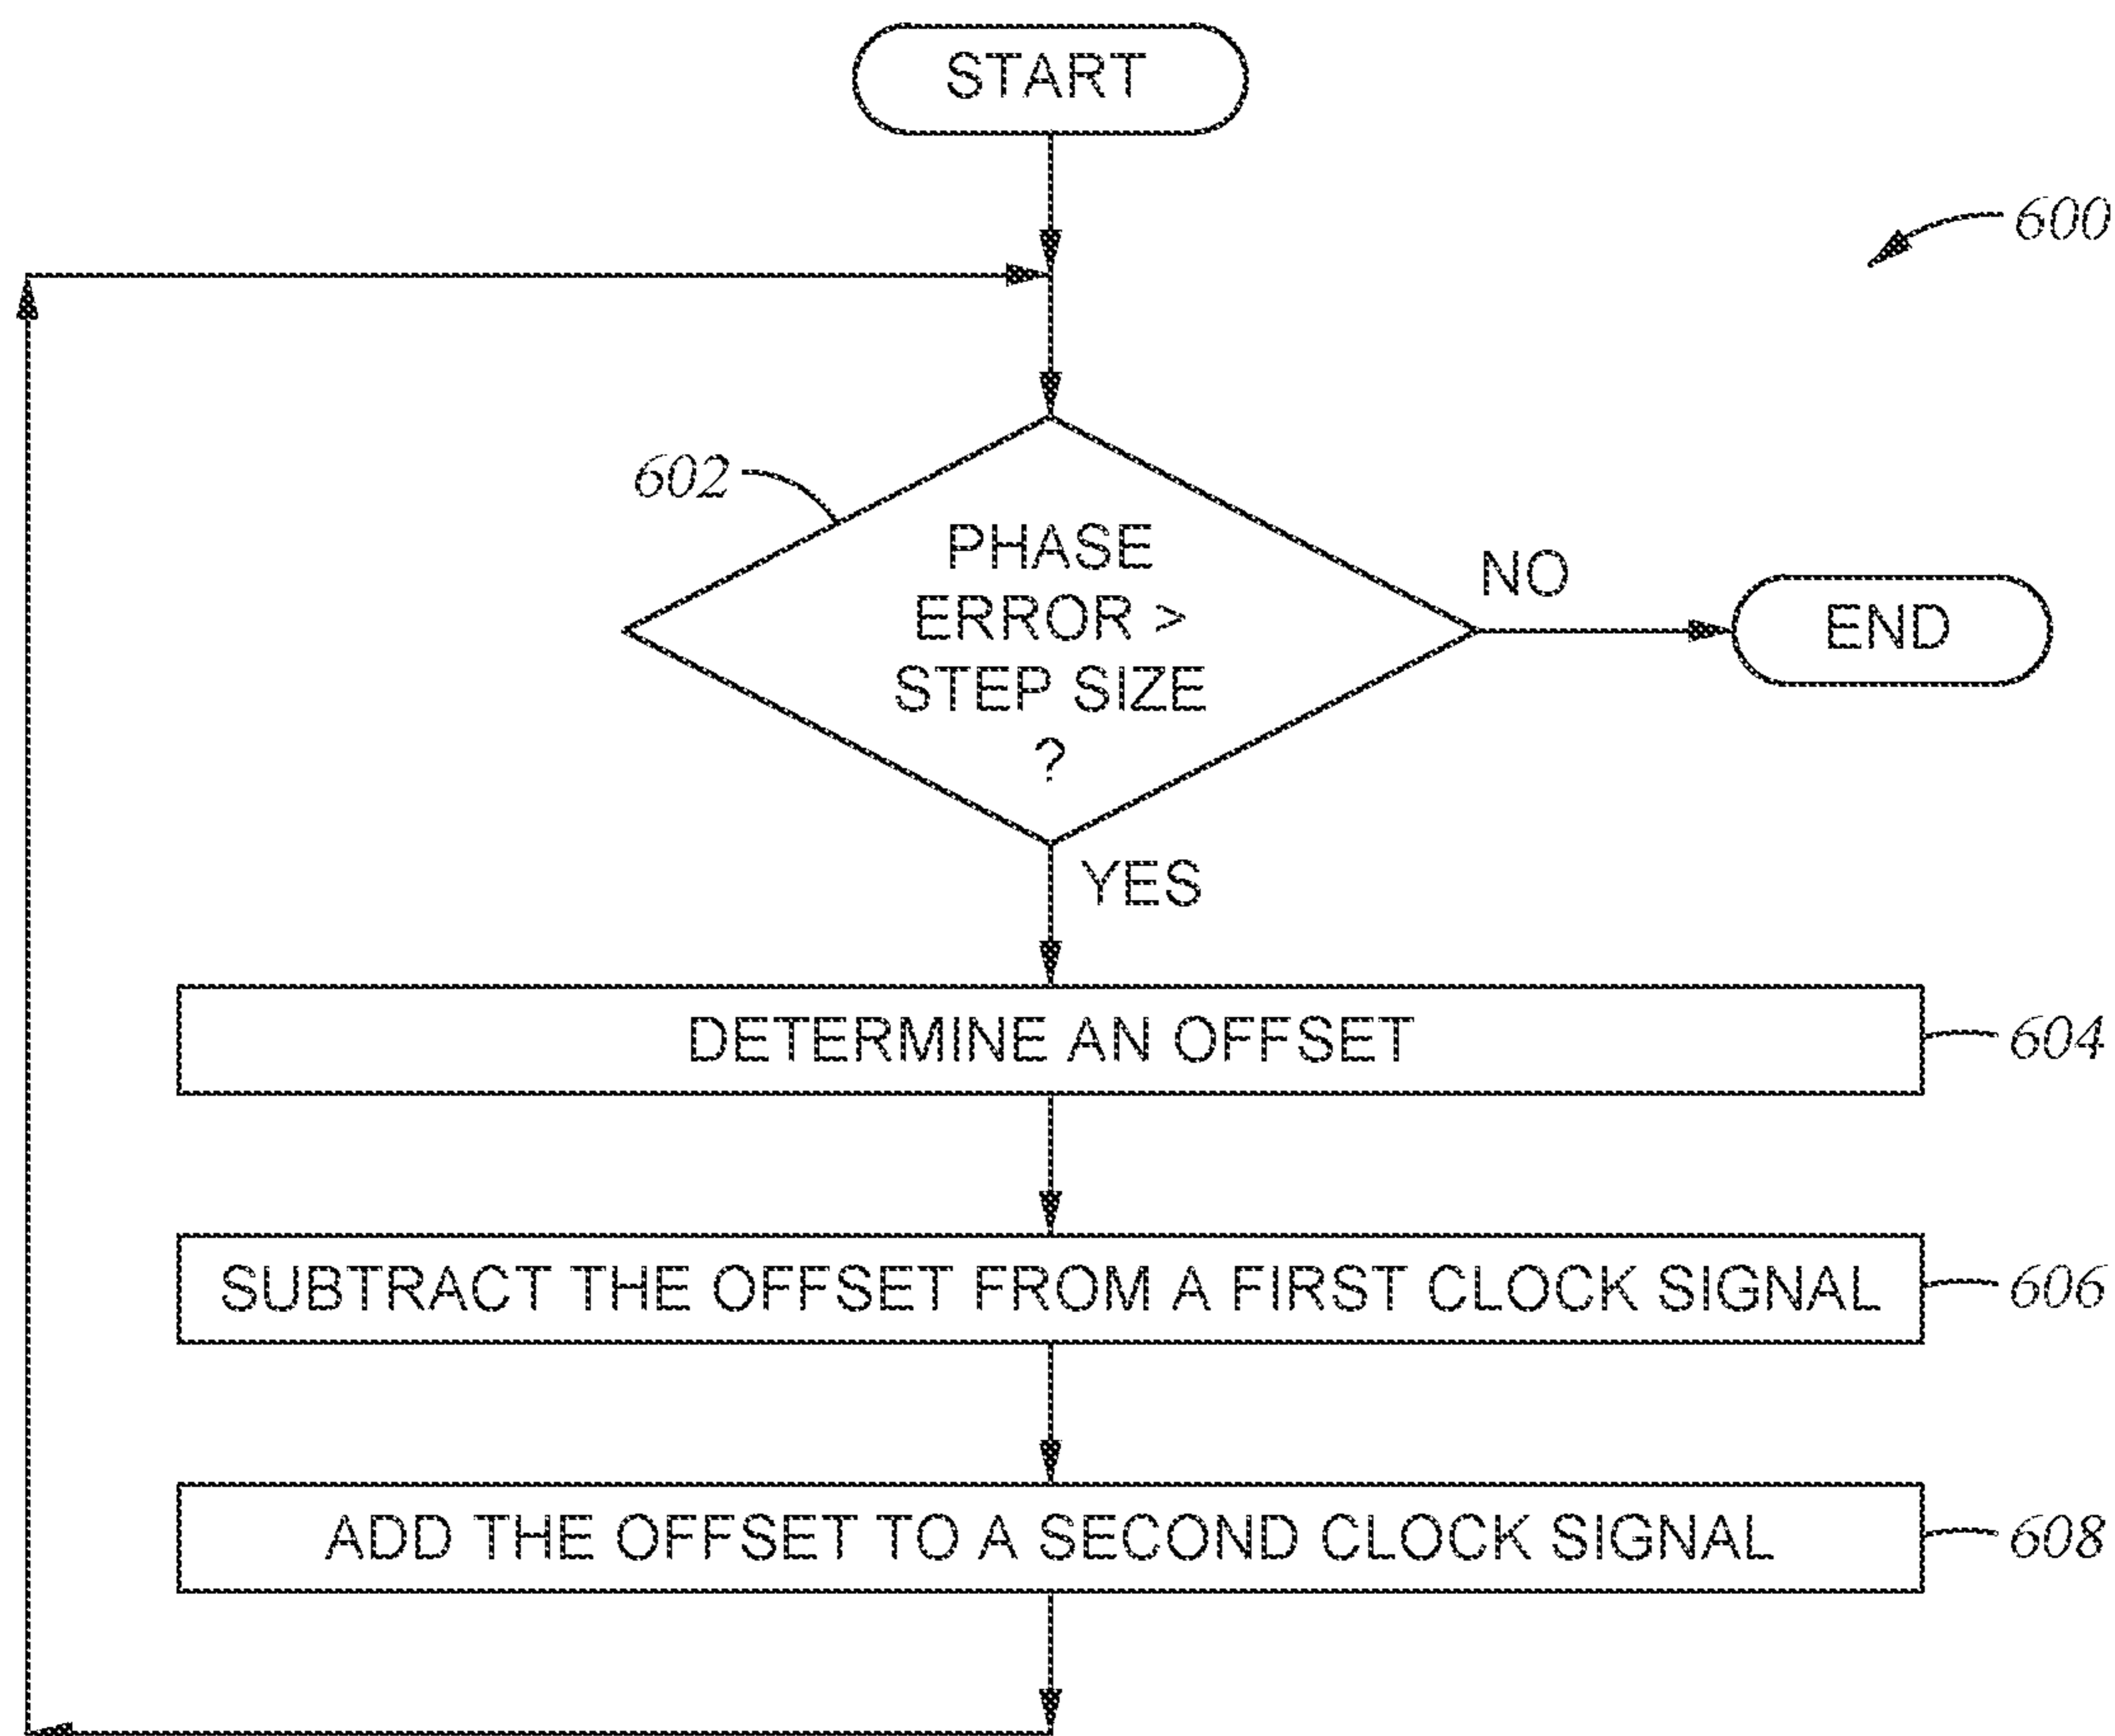 START
600
602
PHASE
ERROR >
STEP SIZE
?
NO
END
YES
DETERMINE AN OFFSET
604
SUBTRACT THE OFFSET FROM A FIRST CLOCK SIGNAL
606
ADD THE OFFSET TO A SECOND CLOCK SIGNAL
608